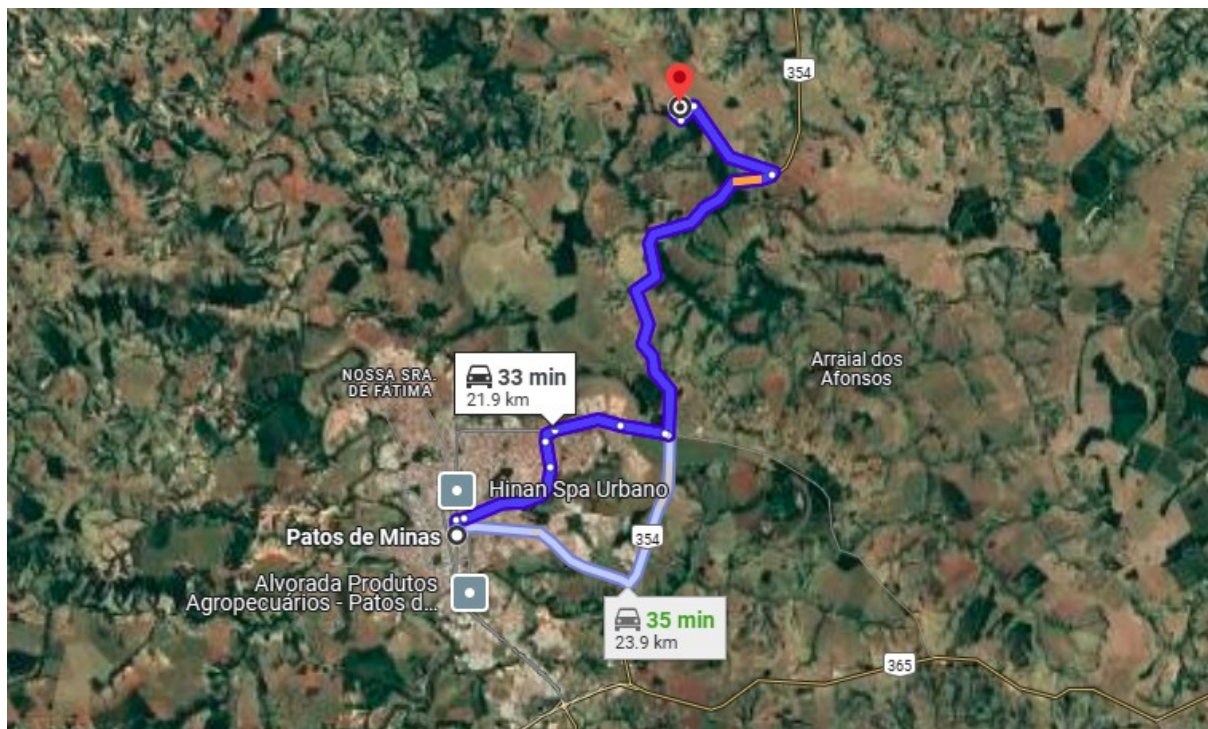 354
NOSSA SRA.
DE FÁTIMA
33 min
21.9 km
Arraial dos
Afonsos
Hinan Spa Urbano
Patos de Minas
354
Alvorada Produtos
Agropecuários - Patos d...
35 min
23.9 km
365